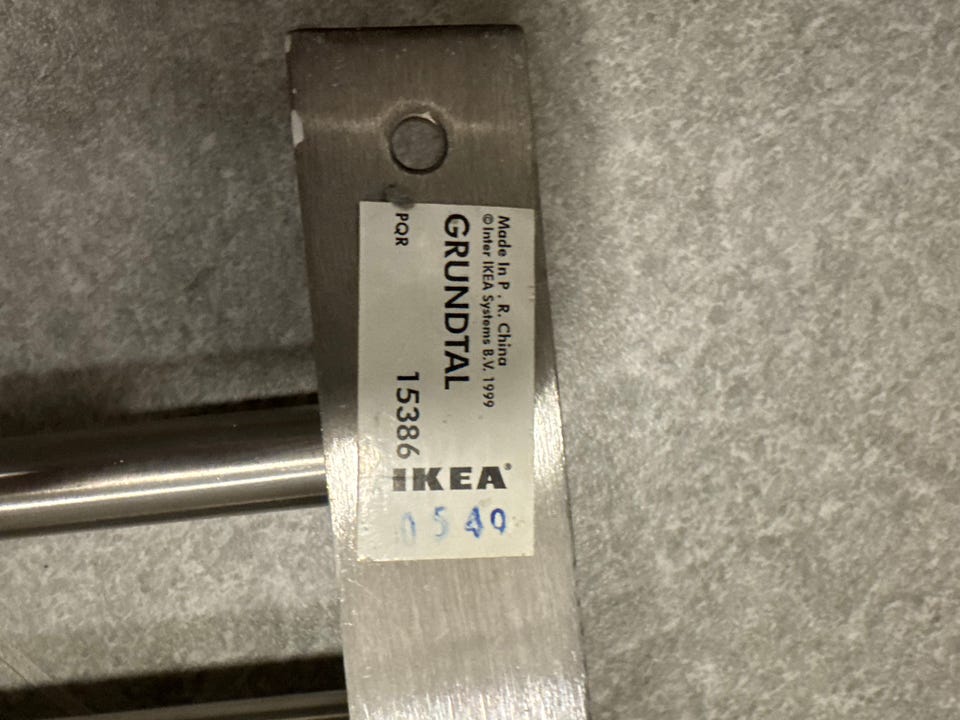 Made In P . R. China
©Inter IKEA Systems B.V. 1999
GRUNDTAL
PQR
15386
IKEA®
0540